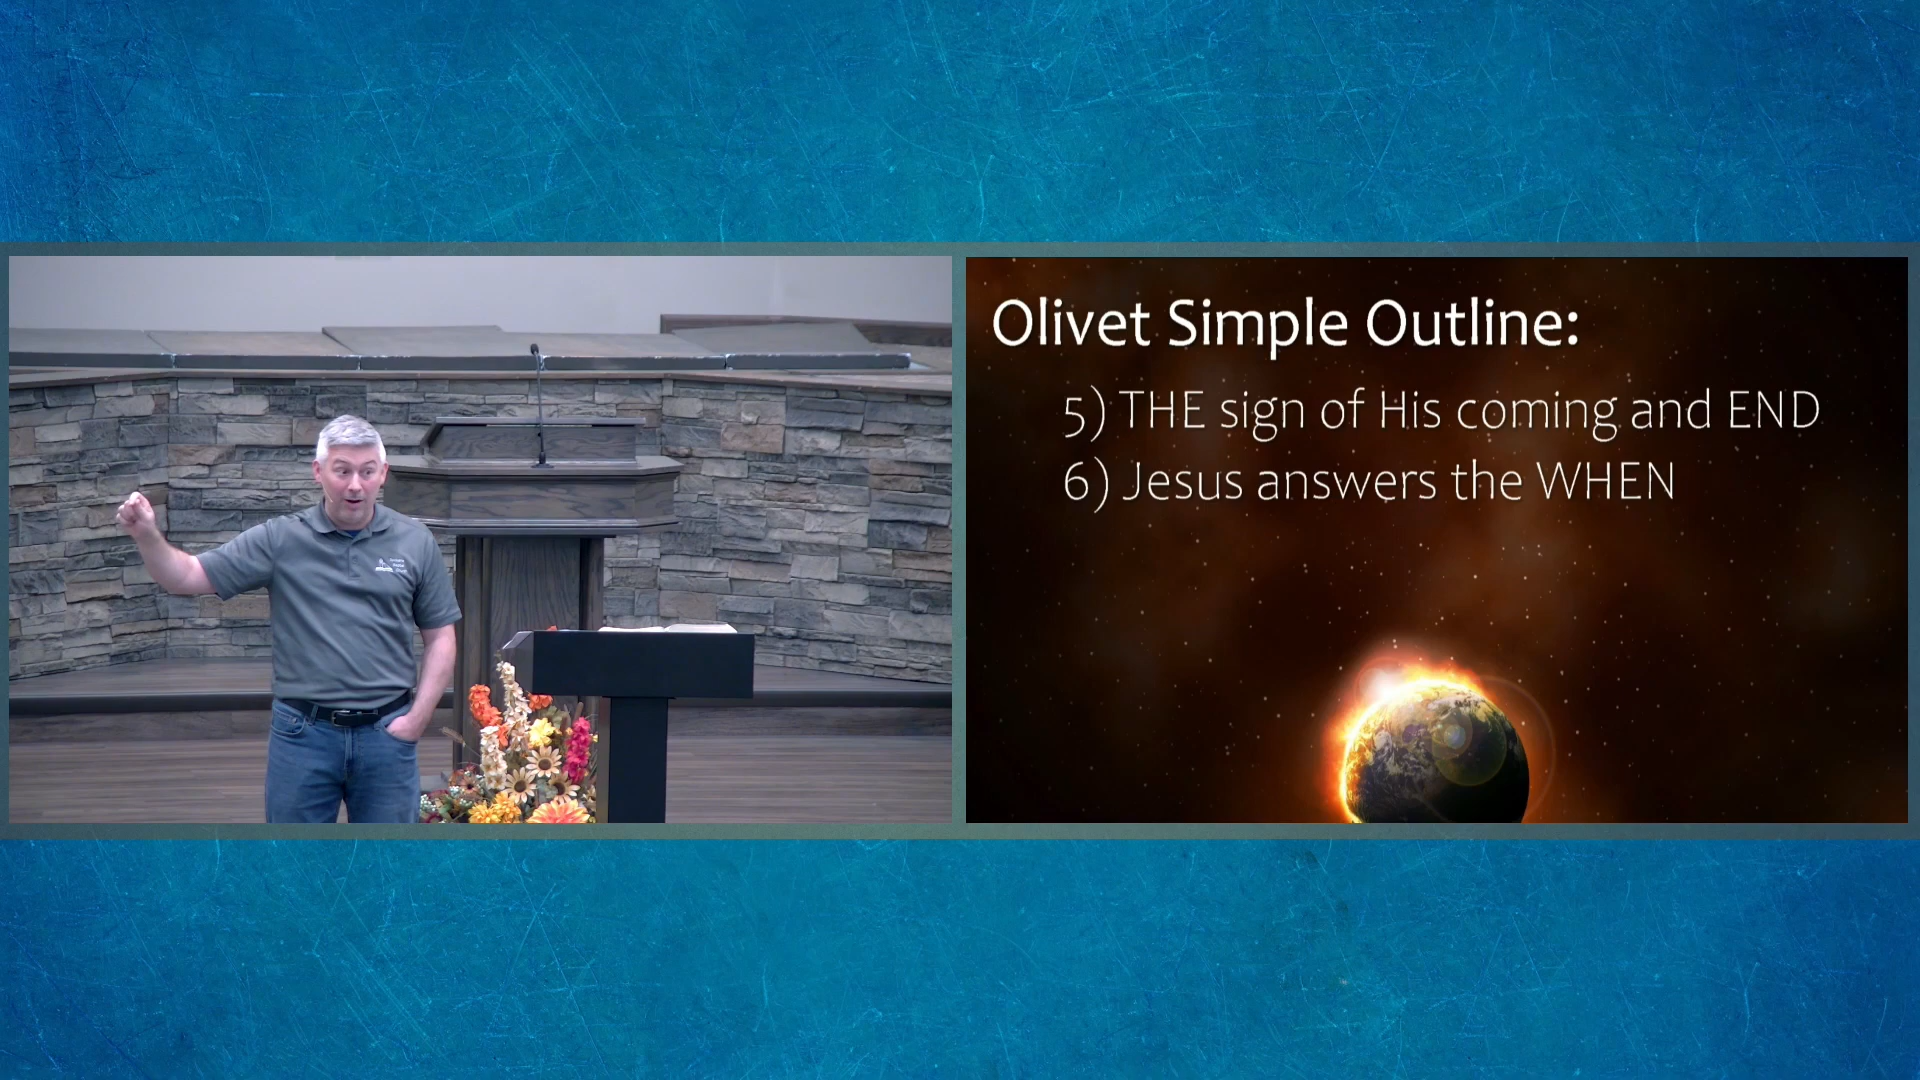 Olivet Simple Outline:
5) THE sign of His coming and END
6) Jesus answers the WHEN